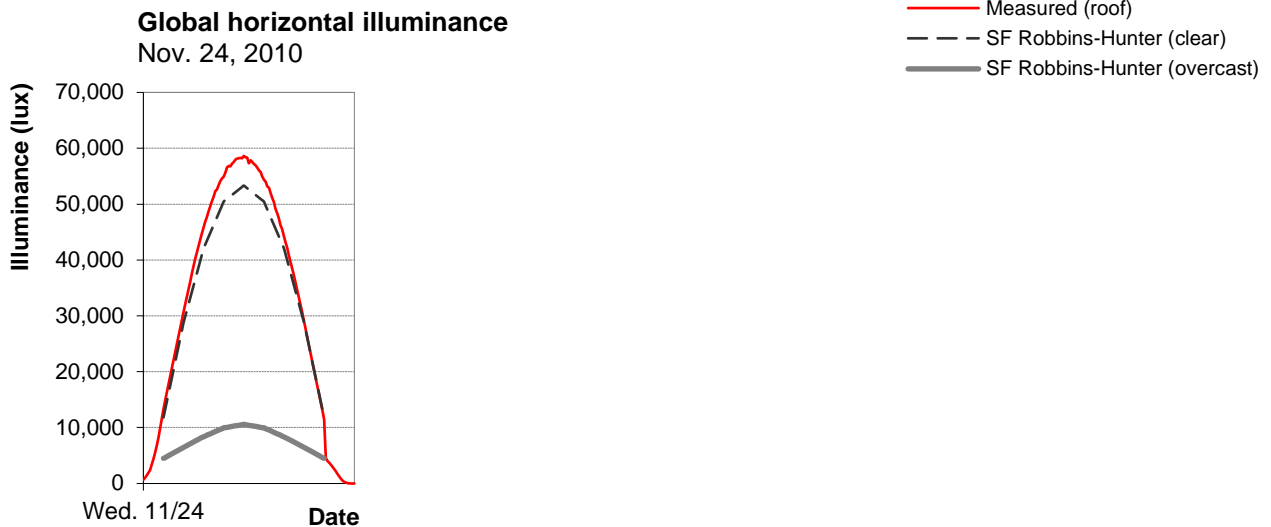 Global horizontal illuminance
Nov. 24, 2010
Measured (roof)
SF Robbins-Hunter (clear)
SF Robbins-Hunter (overcast)
Illuminance (lux)
70,000
60,000
50,000
40,000
30,000
20,000
10,000
0
Wed. 11/24
Date